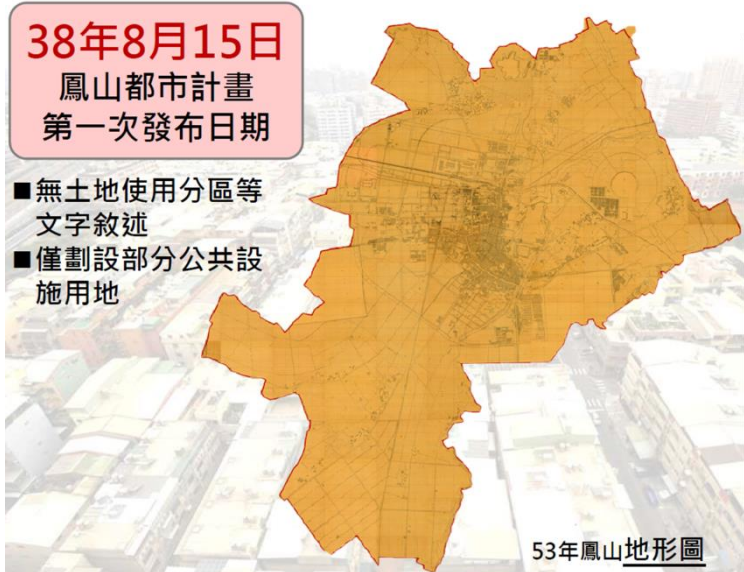 38年8月15日
鳳山都市計畫
第一次發布日期
■無土地使用分區等
文字敘述
■僅劃設部分公共設
施用地
53年鳳山地形圖